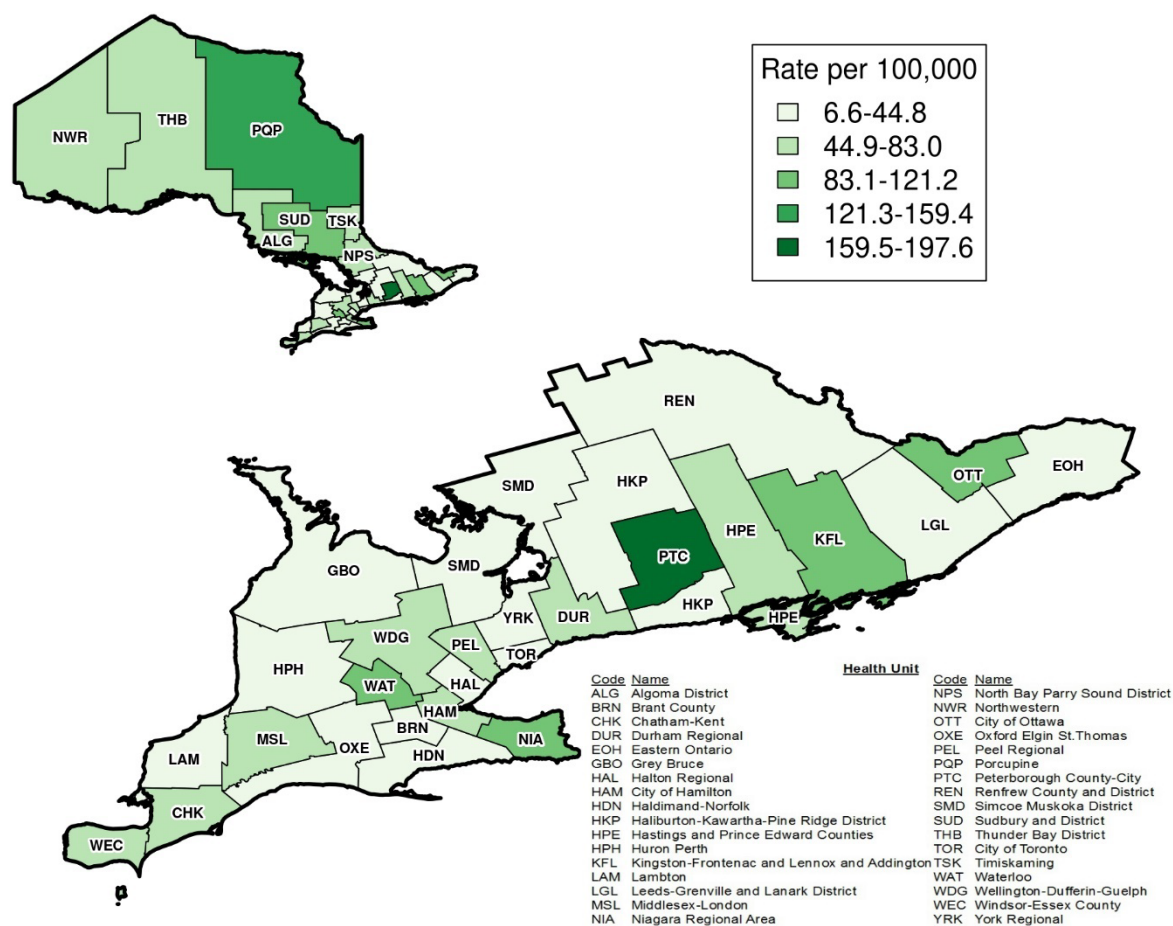 Rate per 100,000
6.6-44.8
44.9-83.0
83.1-121.2
121.3-159.4
159.5-197.6
NWR
THB
PQP
SUD
TSK
ALG
NPS
REN
SMD
HKP
OTT
EOH
HPE
KFL
LGL
PTC
GBO
SMD
HKP
HPE
YRK
DUR
WDG
PEL
TOR
HPH
WAT
HAL
HAM
BRN
NIA
MSL
OXE
HDN
LAM
CHK
WEC
Health Unit
Code Name
ALG Algoma District
BRN Brant County
CHK Chatham-Kent
DUR Durham Regional
EOH Eastern Ontario
GBO Grey Bruce
HAL Halton Regional
HAM City of Hamilton
HDN Haldimand-Norfolk
HKP Haliburton-Kawartha-Pine Ridge District
HPE Hastings and Prince Edward Counties
HPH Huron Perth
KFL Kingston-Frontenac and Lennox and Addington
LAM Lambton
LGL Leeds-Grenville and Lanark District
MSL Middlesex-London
NIA Niagara Regional Area
Code Name
NPS North Bay Parry Sound District
NWR Northwestern
OTT City of Ottawa
OXE Oxford Elgin St.Thomas
PEL Peel Regional
PQP Porcupine
PTC Peterborough County-City
REN Renfrew County and District
SMD Simcoe Muskoka District
SUD Sudbury and District
THB Thunder Bay District
TOR City of Toronto
TSK Timiskaming
WAT Waterloo
WDG Wellington-Dufferin-Guelph
WEC Windsor-Essex County
YRK York Regional